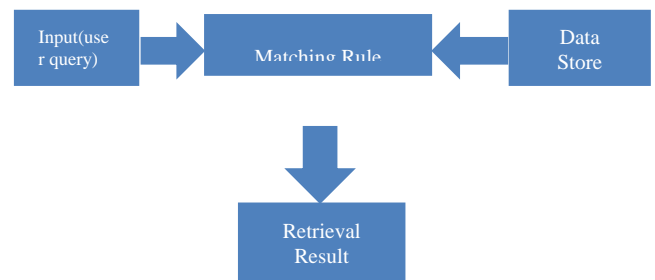 Input(use
r query)
Matching Rule
Data
Store
Retrieval
Result